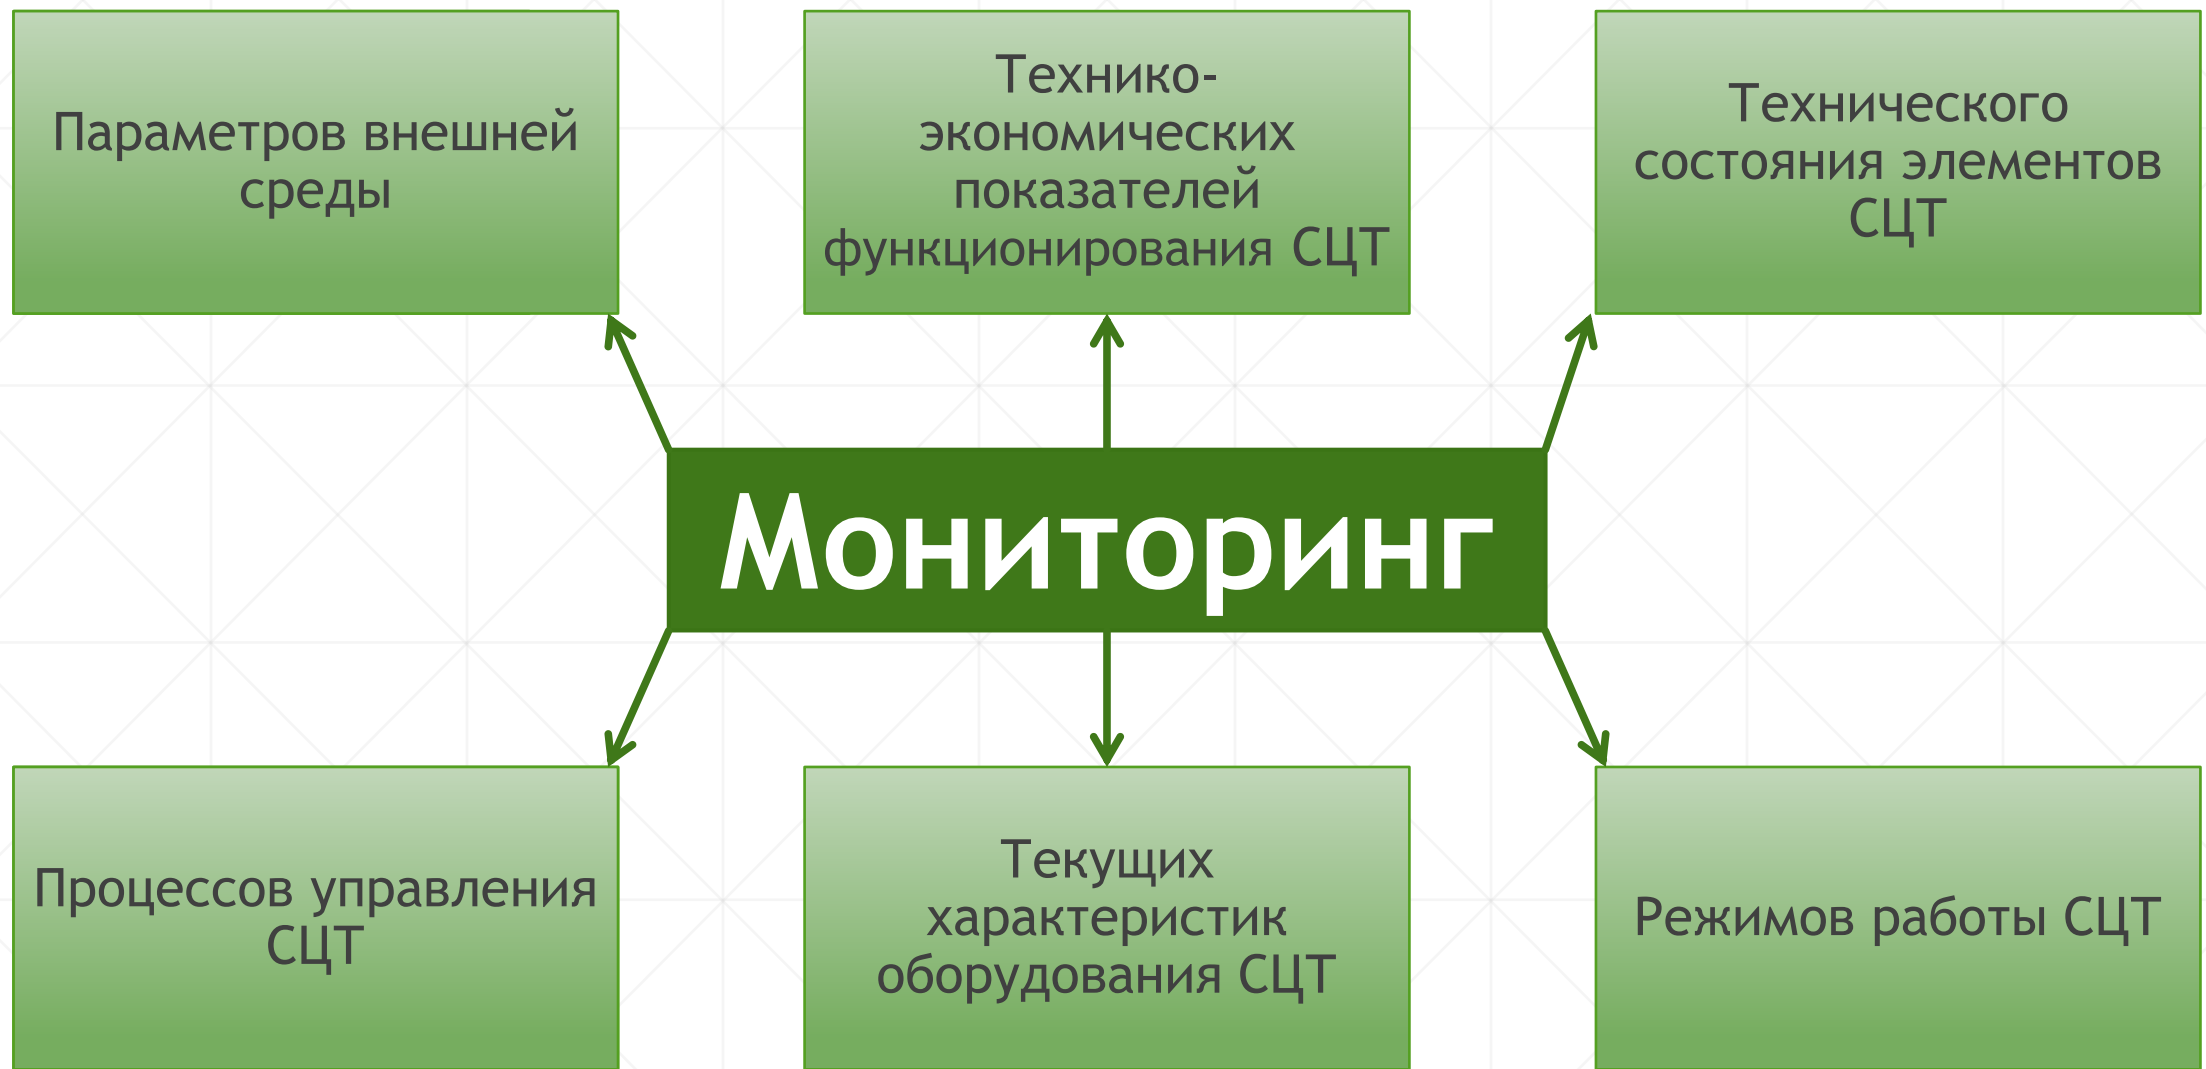 Параметров внешней
среды
Технико-
экономических
показателей
функционирования СЦТ
Технического
состояния элементов
СЦТ
Мониторинг
Процессов управления
СЦТ
Текущих
характеристик
оборудования СЦТ
Режимов работы СЦТ